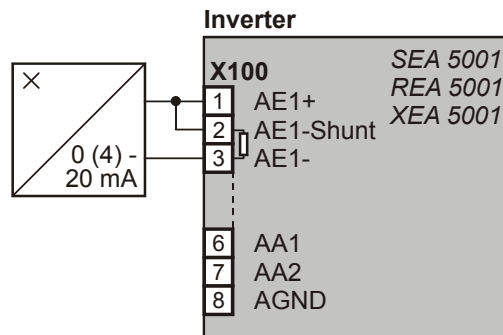 Inverter
X100
SEA 5001
REA 5001
XEA 5001
1 AE1+
2 AE1-Shunt
3 AE1-
0 (4) -
20 mA
6 AA1
7 AA2
8 AGND